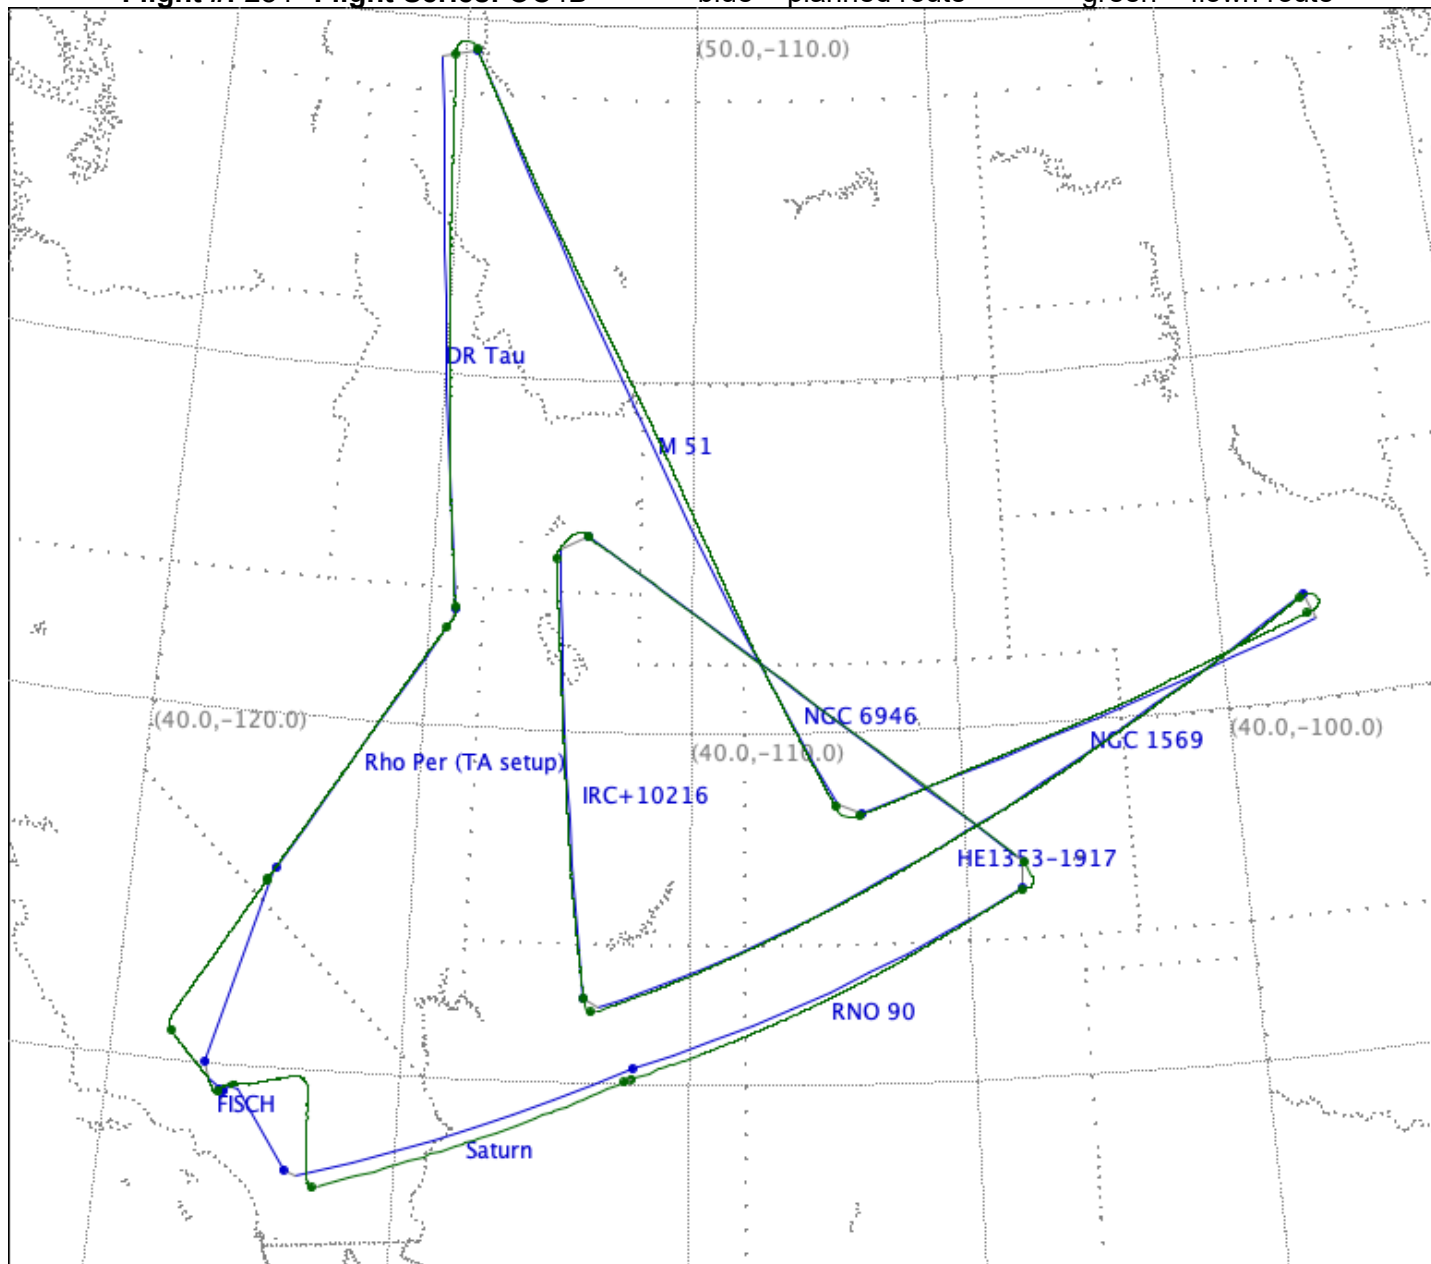 (50.0,-110.0)
DR Tau
M 51
(40.0,-120.0)
NGC 6946
(40.0,-100.0)
NGC 1569
(40.0,-110.0)
Rho Per (TA setup)
IRC+10216
HE1353-1917
RNO 90
FISCH
Saturn